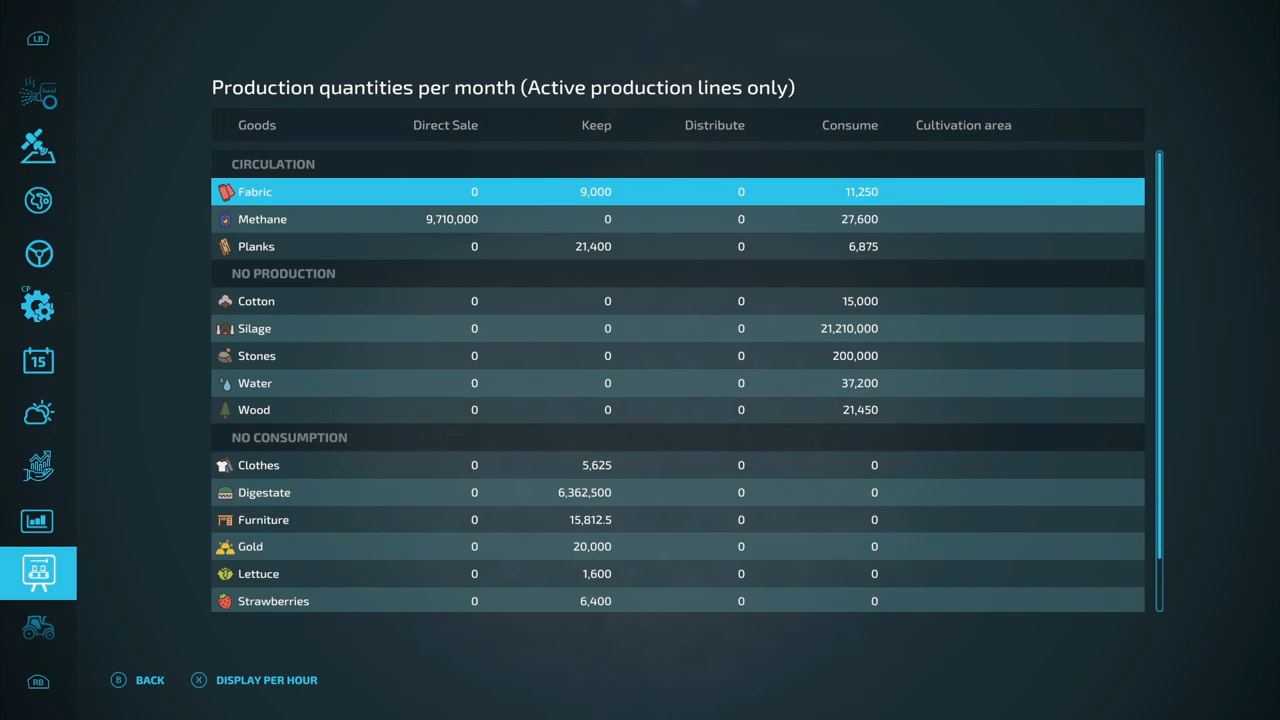 LB
Production quantities per month (Active production lines only)
Goods Direct Sale Keep Distribute Consume Cultivation area
CIRCULATION
Fabric 0 9,000 0 11,250
Methane 9,710,000 0 0 27,600
Planks 0 21,400 0 6,875
NO PRODUCTION
Cotton 0 0 0 15,000
Silage 0 0 0 21,210,000
Stones 0 0 0 200,000
Water 0 0 0 37,200
Wood 0 0 0 21,450
NO CONSUMPTION
Clothes 0 5,625 0 0
Digestate 0 6,362,500 0 0
Furniture 0 15,812.5 0 0
Gold 0 20,000 0 0
Lettuce 0 1,600 0 0
Strawberries 0 6,400 0 0
CP
15
RB
B BACK X DISPLAY PER HOUR